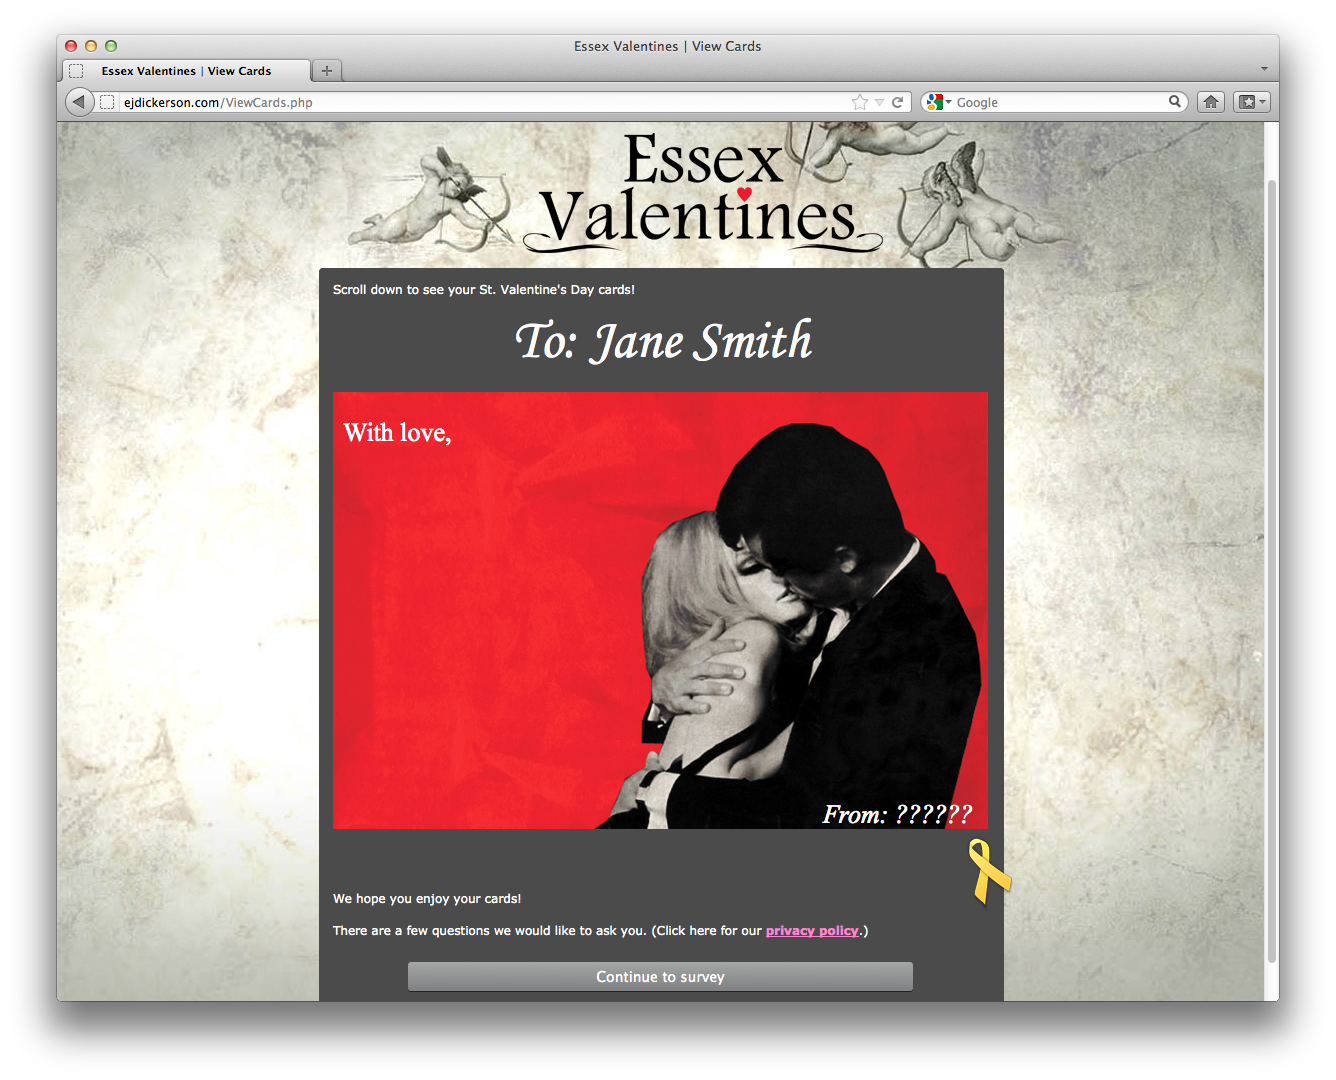 Essex Valentines | View Cards
Essex Valentines | View Cards
ejdickerson.com/ViewCards.php
Google
Essex
Valentines
Scroll down to see your St. Valentine's Day cards!
To: Jane Smith
With love,
From: ??????
We hope you enjoy your cards!
There are a few questions we would like to ask you. (Click here for our privacy policy.)
Continue to survey